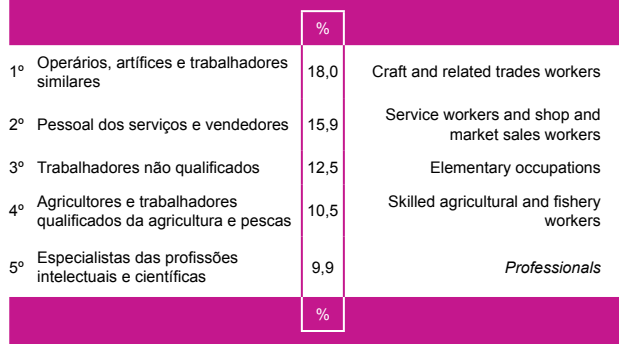 %
1º Operários, artífices e trabalhadores
similares 18,0 Craft and related trades workers
2º Pessoal dos serviços e vendedores 15,9 Service workers and shop and
market sales workers
3º Trabalhadores não qualificados 12,5 Elementary occupations
4º Agricultores e trabalhadores
qualificados da agricultura e pescas 10,5 Skilled agricultural and fishery
workers
5º Especialistas das profissões
intelectuais e científicas 9,9 Professionals
%